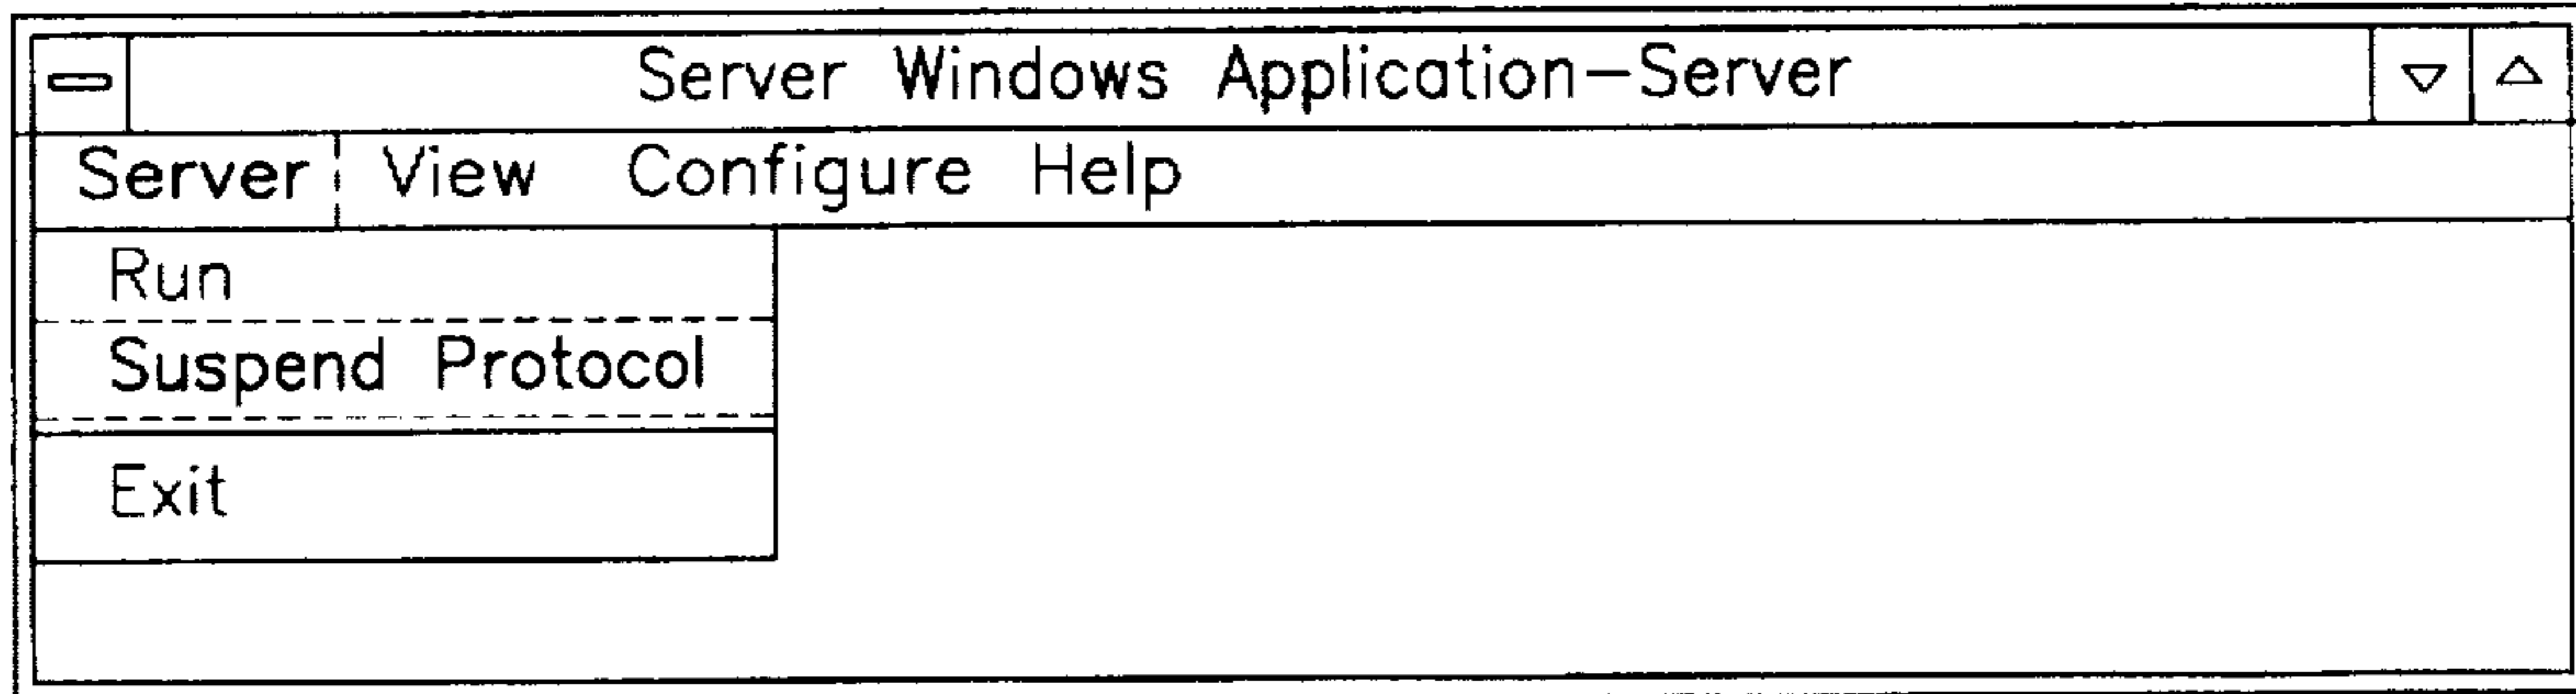 Server Windows Application-Server
Server View Configure Help
Run
Suspend Protocol
Exit